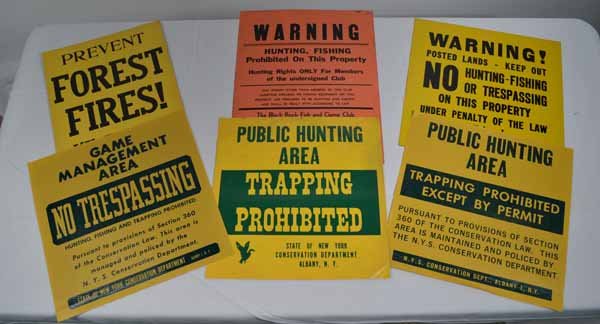 PREVENT
FOREST
FIRES!
WARNING
HUNTING, FISHING
Prohibited On This Property
Hunting Rights ONLY For Members
of the undersigned Club
The Black Rock Fish and Game Club
WARNING!
POSTED LANDS - KEEP OUT
NO HUNTING-FISHING
OR TRESPASSING
ON THIS PROPERTY
UNDER PENALTY OF THE LAW
GAME
MANAGEMENT
AREA
NO TRESPASSING
HUNTING, FISHING AND TRAPPING PROHIBITED
Pursuant to provisions of Section 360
of the Conservation Law. This area is
managed and policed by the
N. Y. S. Conservation Department.
STATE OF NEW YORK CONSERVATION DEPARTMENT
PUBLIC HUNTING
AREA
TRAPPING
PROHIBITED
STATE OF NEW YORK
CONSERVATION DEPARTMENT
ALBANY, N. Y.
PUBLIC HUNTING
AREA
TRAPPING PROHIBITED
EXCEPT BY PERMIT
PURSUANT TO PROVISIONS OF SECTION
360 OF THE CONSERVATION LAW. THIS
AREA IS MAINTAINED AND POLICED BY
THE N.Y.S. CONSERVATION DEPARTMENT
N.Y.S. CONSERVATION DEPT., ALBANY 1, N.Y.